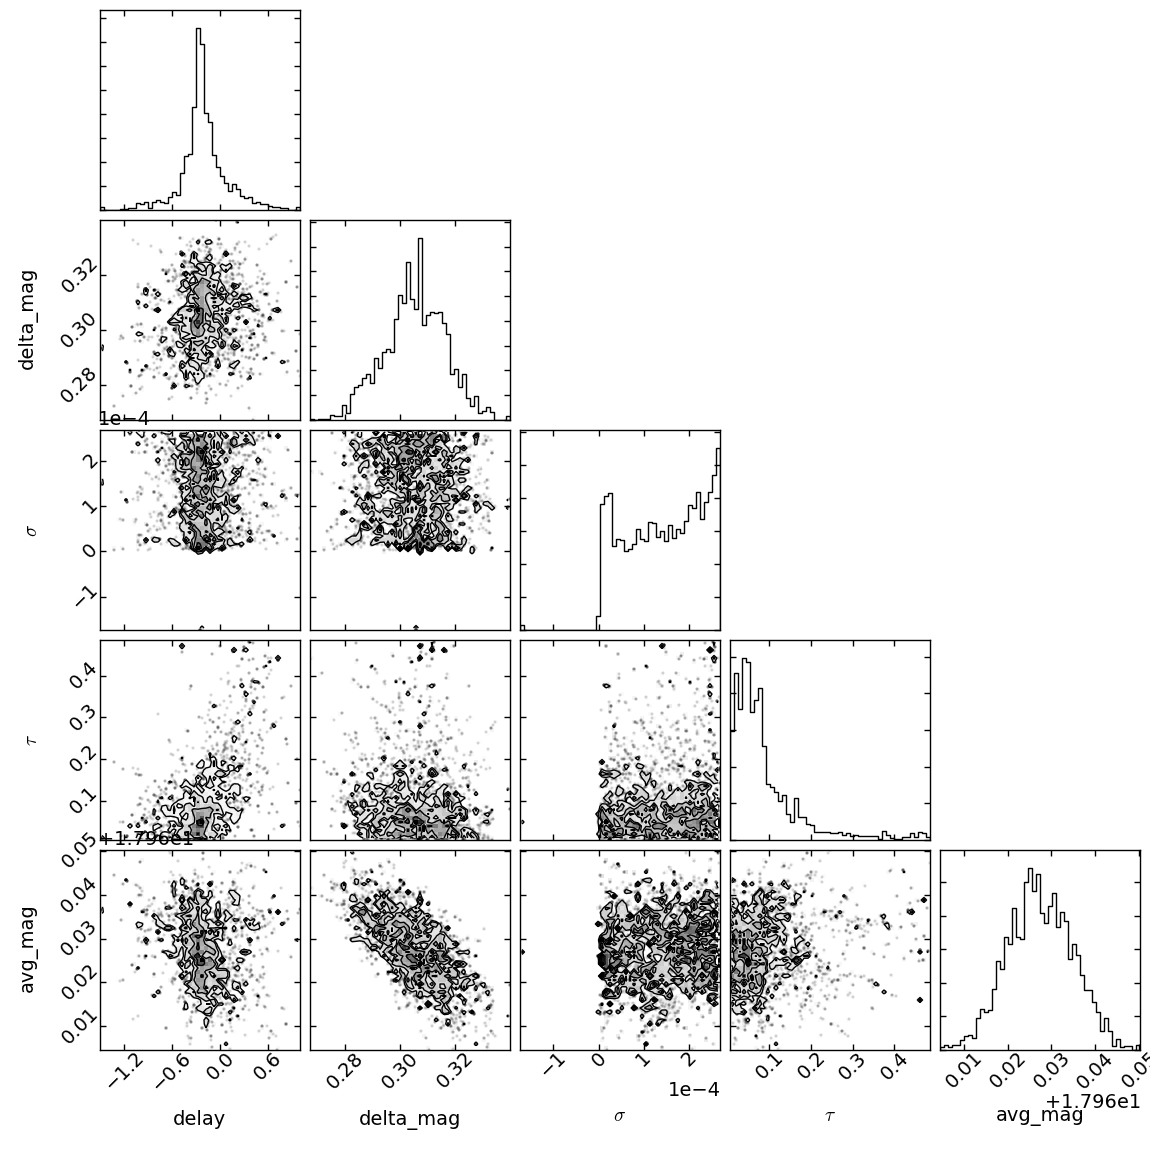 delta_mag
0.32
0.30
0.28
1e−4
σ
2
1
0
−1
τ
0.4
0.3
0.2
0.1
+1.796e1
avg_mag
0.05
0.04
0.03
0.02
0.01
−1.2 −0.6 0.0 0.6
0.28 0.30 0.32
−1 0 1 2
0.1 0.2 0.3 0.4
0.01 0.02 0.03 0.04 0.05
1e−4
+1.796e1
delay delta_mag σ τ avg_mag